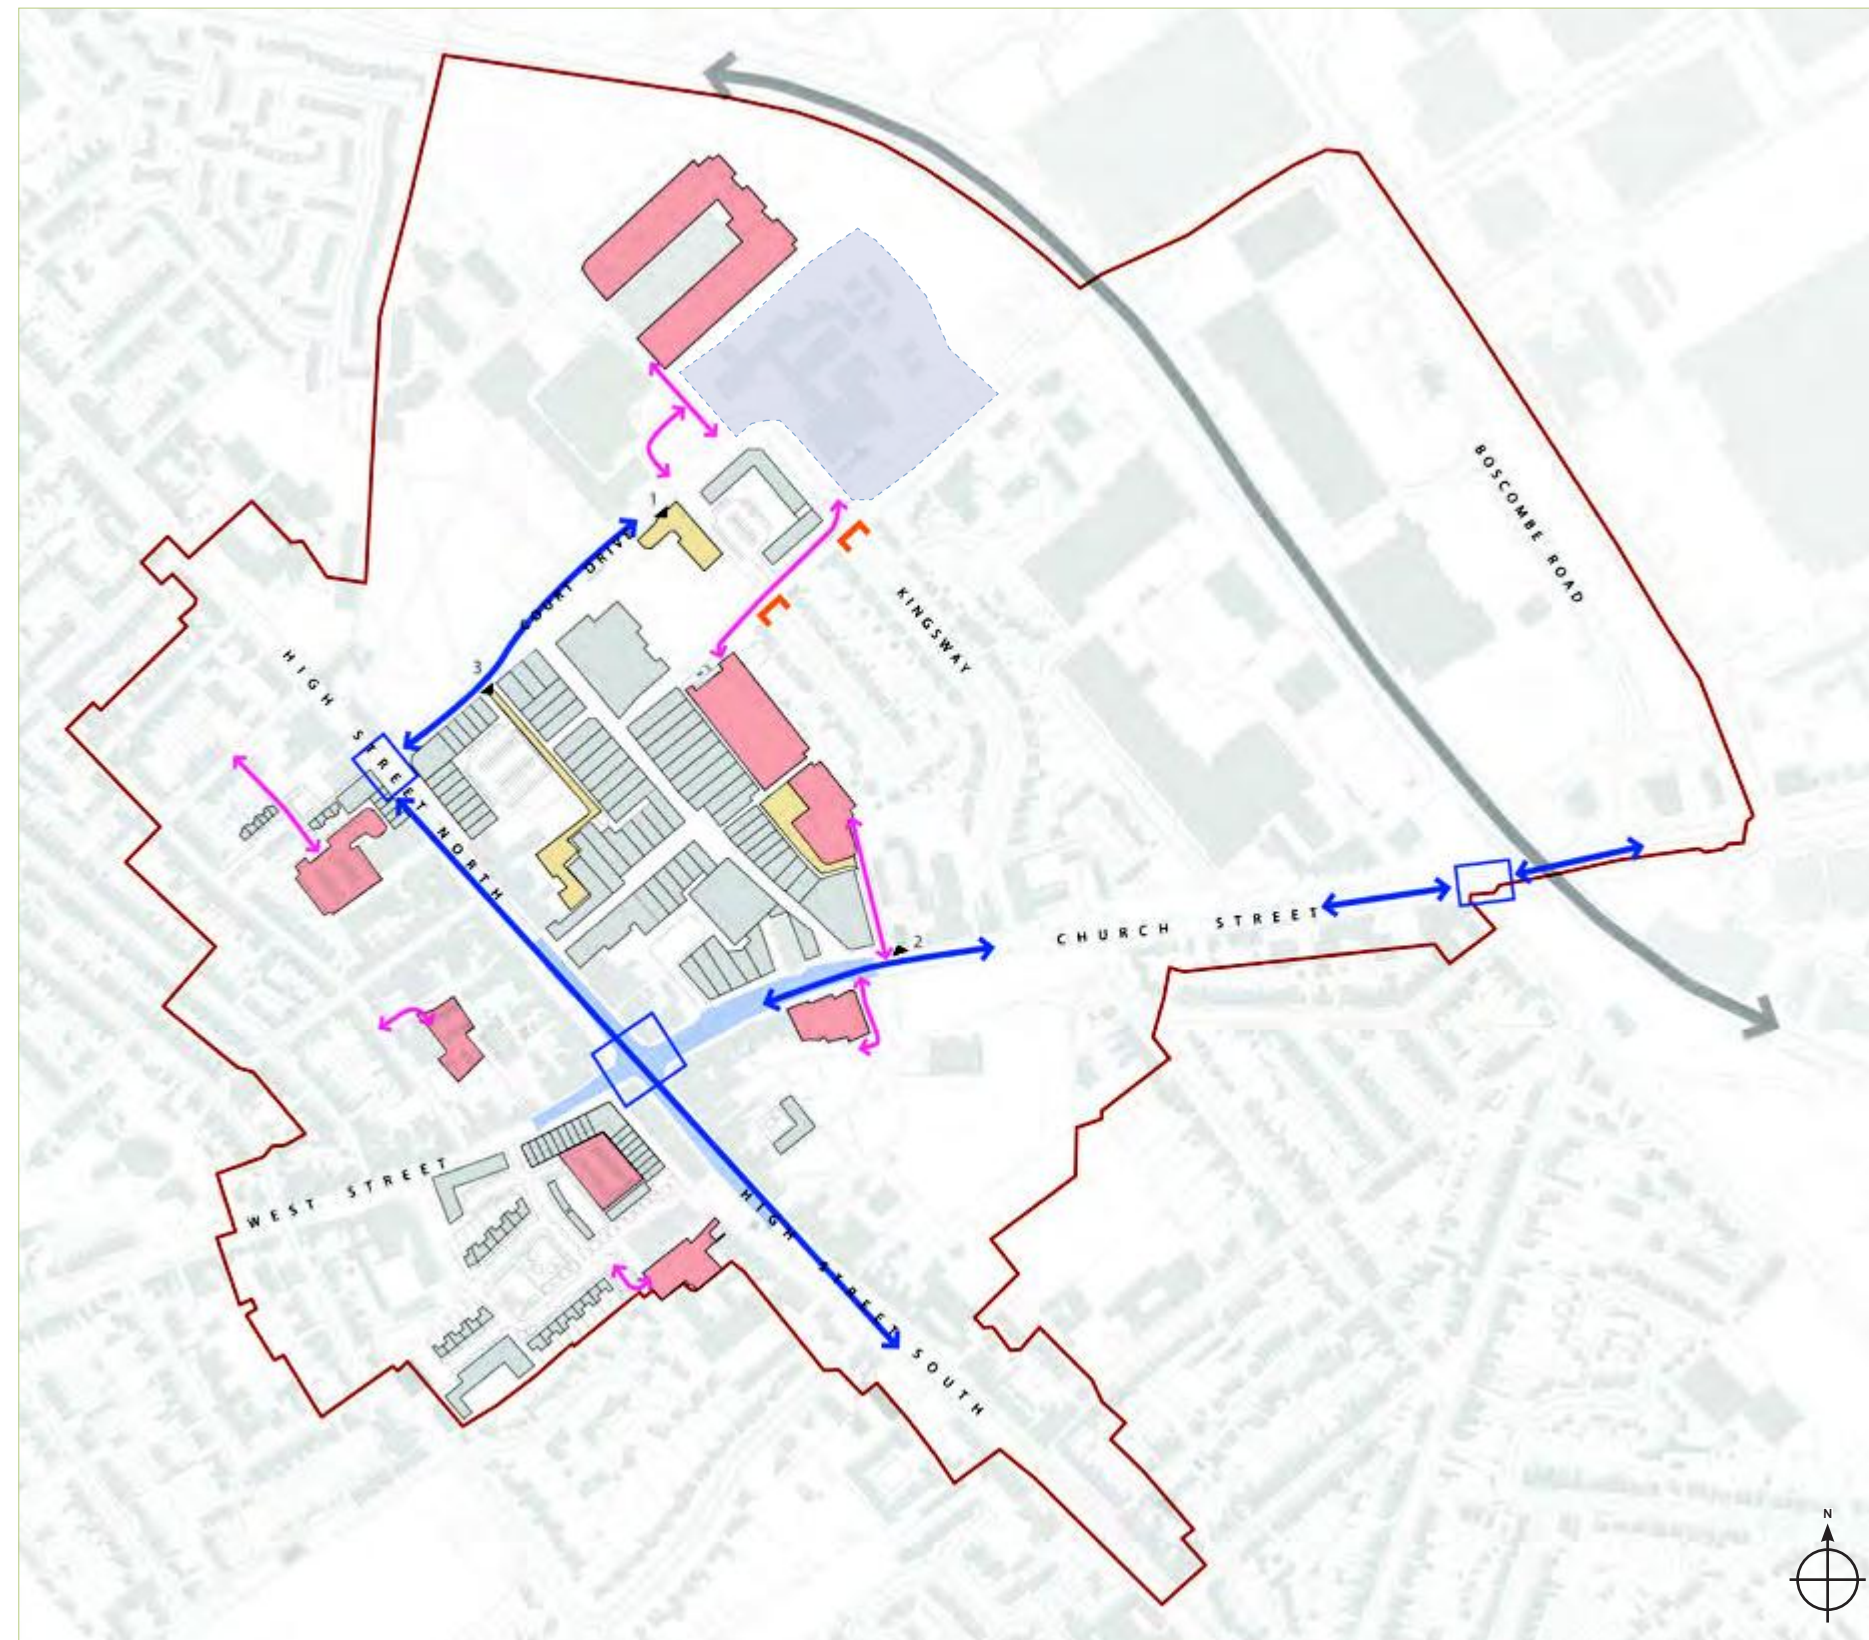 BOSCOMBE ROAD
1
COURT DRIVE
KINGSWAY
HIGH STREET NORTH
3
2
CHURCH STREET
WEST STREET
HIGH STREET SOUTH
N